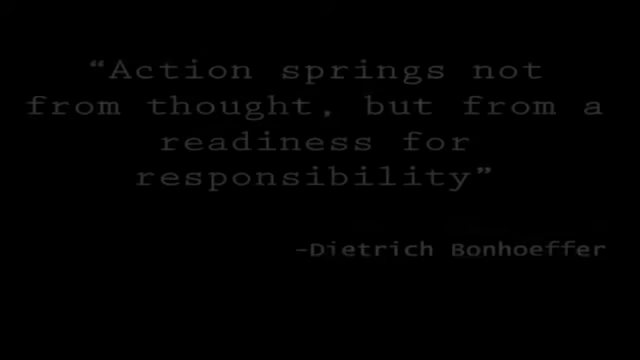 “Action springs not
from thought, but from a
readiness for
responsibility”
–Dietrich Bonhoeffer